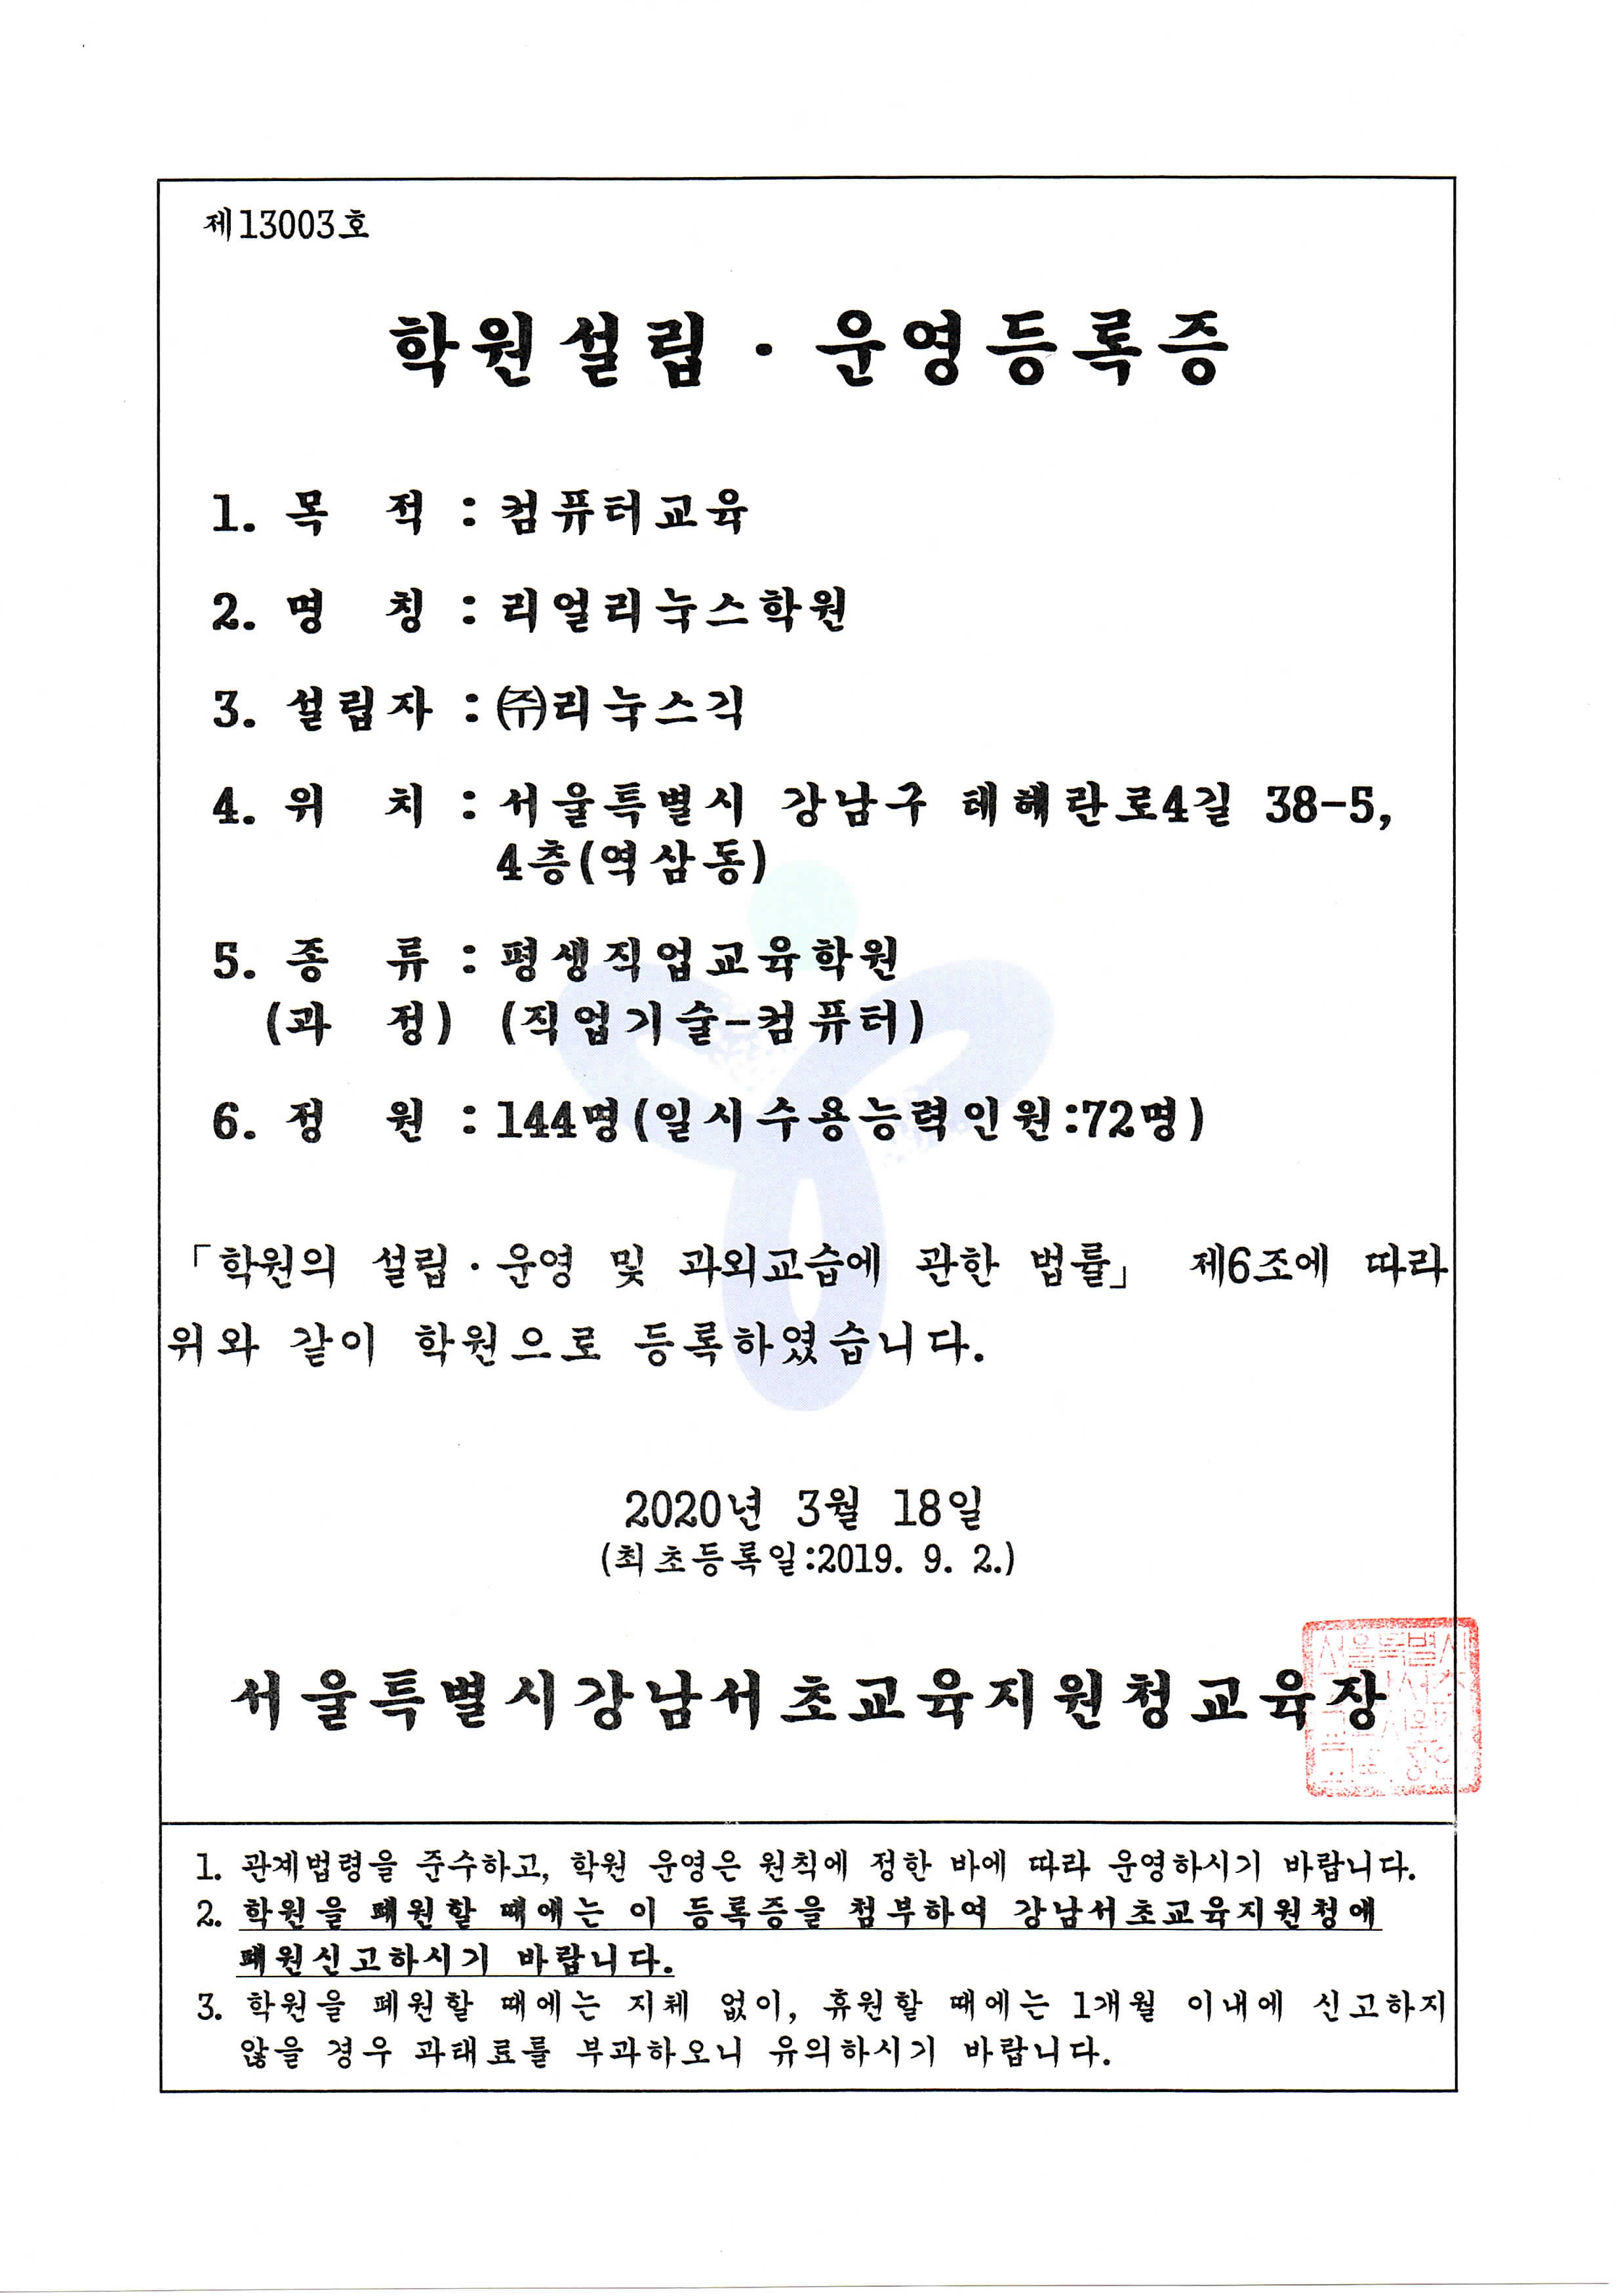 제13003호
학원설립 · 운영등록증
1. 목 적 : 컴퓨터교육
2. 명 칭 : 리얼리눅스학원
3. 설립자 : ㈜리눅스긱
4. 위 치 : 서울특별시 강남구 테헤란로4길 38-5,
4층(역삼동)
5. 종 류 : 평생직업교육학원
(과 정) (직업기술-컴퓨터)
6. 정 원 : 144명(일시수용능력인원:72명)
「학원의 설립·운영 및 과외교습에 관한 법률」 제6조에 따라
위와 같이 학원으로 등록하였습니다.
2020년 3월 18일
(최초등록일:2019. 9. 2.)
서울특별시강남서초교육지원청교육장
서울특별시
1. 관계법령을 준수하고, 학원 운영은 원칙에 정한 바에 따라 운영하시기 바랍니다.
2. 학원을 폐원할 때에는 이 등록증을 첨부하여 강남서초교육지원청에
폐원신고하시기 바랍니다.
3. 학원을 폐원할 때에는 지체 없이, 휴원할 때에는 1개월 이내에 신고하지
않을 경우 과태료를 부과하오니 유의하시기 바랍니다.